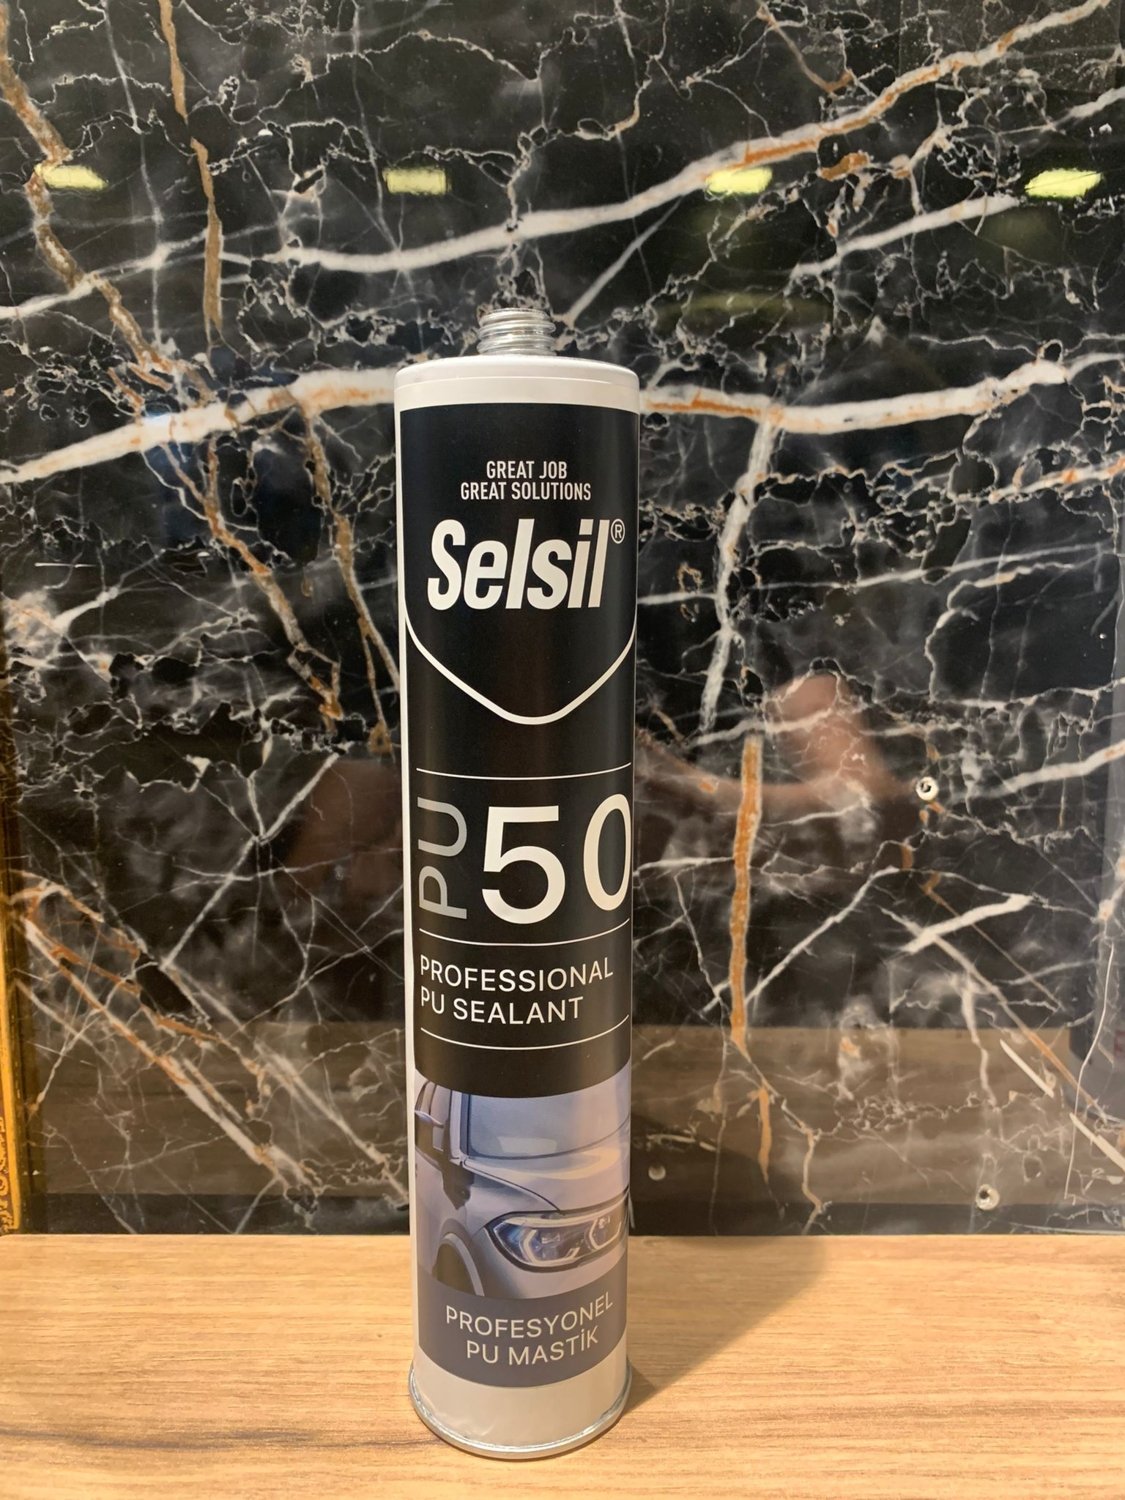 GREAT JOB
GREAT SOLUTIONS
Selsil®
PU 50
PROFESSIONAL
PU SEALANT
PROFESYONEL
PU MASTİK